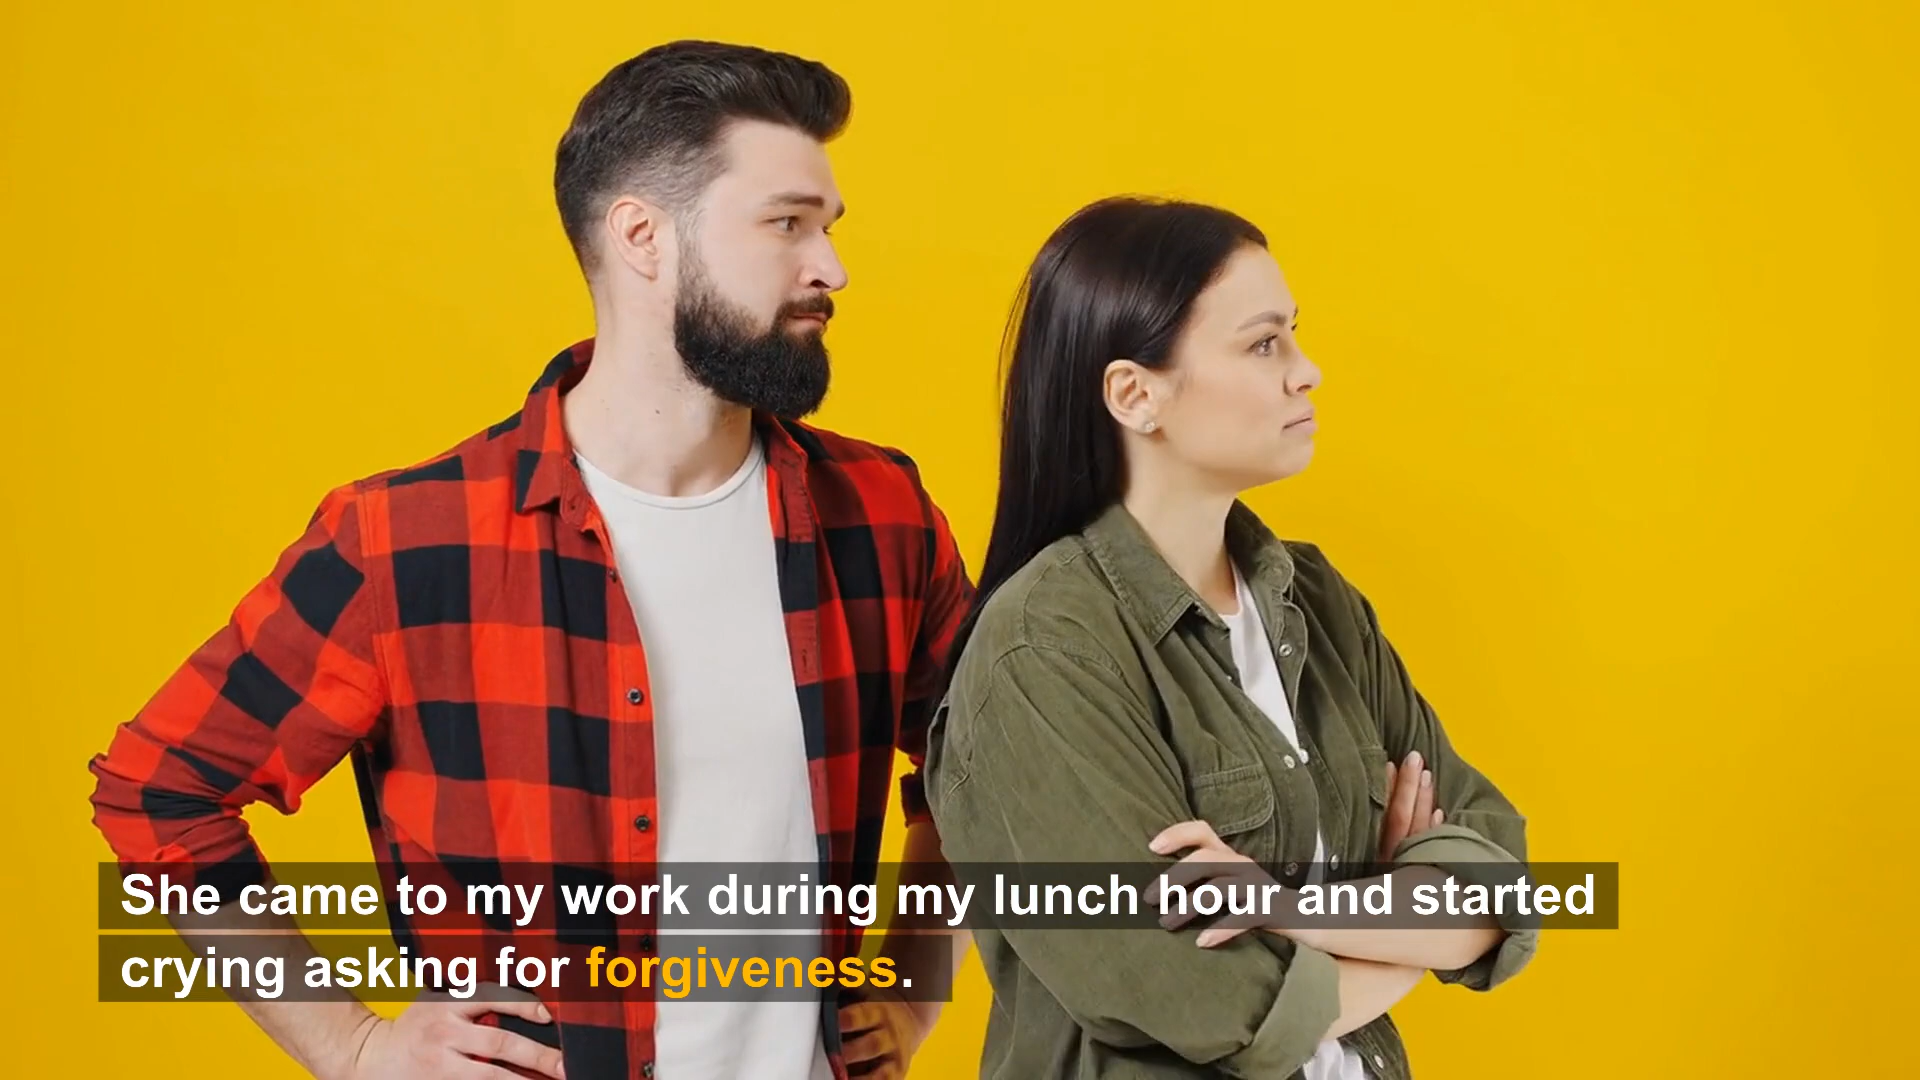 She came to my work during my lunch hour and started
crying asking for forgiveness.